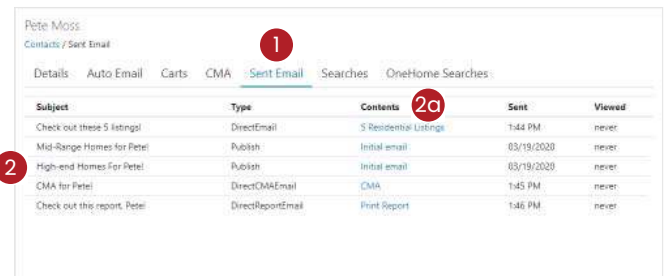 Pete Moss
Contacts / Sent Email
1
Details Auto Email Carts CMA Sent Email Searches OneHome Searches
2a
Subject Type Contents Sent Viewed
Check out these 5 listings! DirectEmail 5 Residential Listings 1:44 PM never
Mid-Range Homes for Pete! Publish Initial email 03/19/2020 never
2
High-end Homes For Pete! Publish Initial email 03/19/2020 never
CMA for Pete! DirectCMAEmail CMA 1:45 PM never
Check out this report, Pete! DirectReportEmail Print Report 1:46 PM never